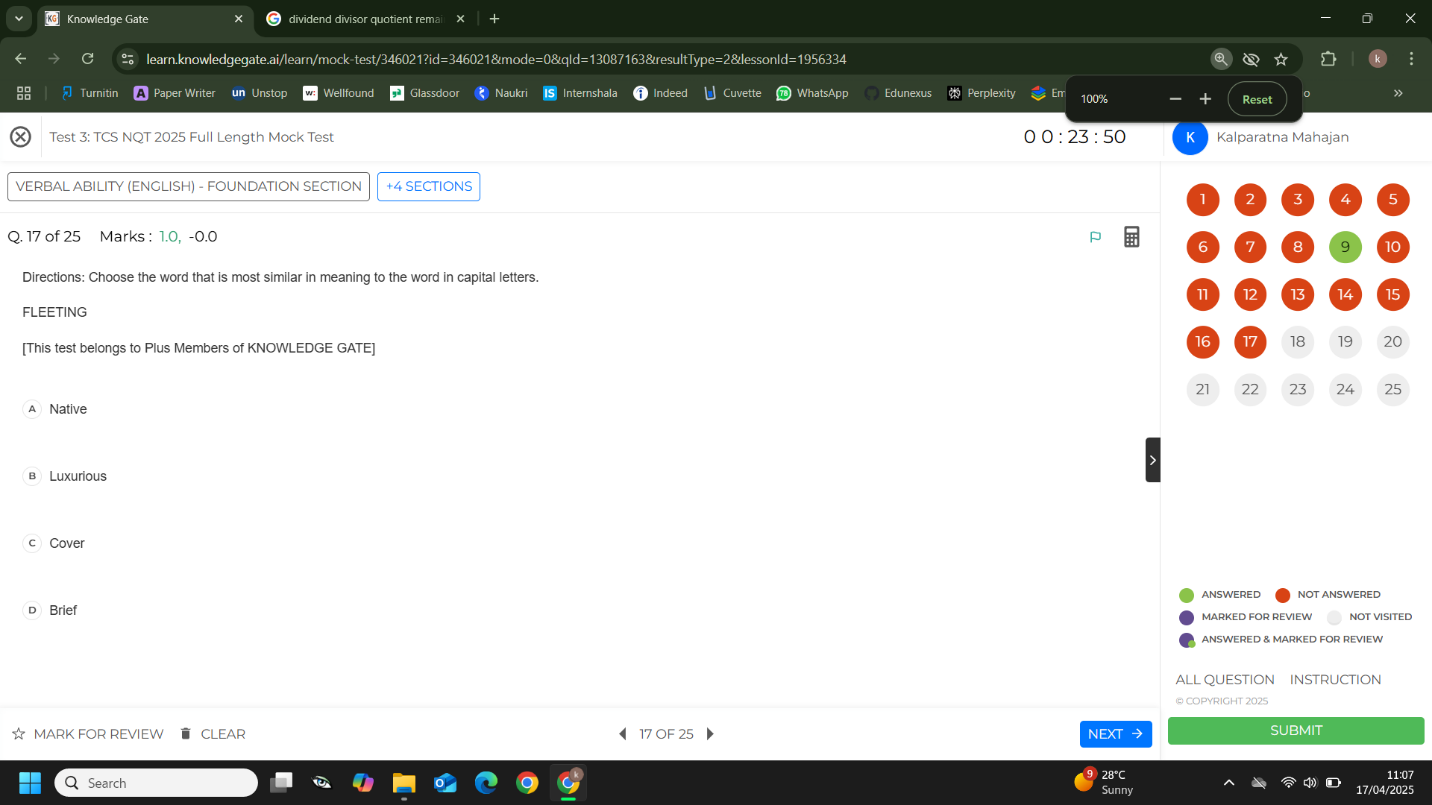 Knowledge Gate
dividend divisor quotient remai
learn.knowledgegate.ai/learn/mock-test/346021?id=346021&mode=0&qId=13087163&resultType=2&lessonId=1956334
k
Turnitin
A Paper Writer
un Unstop
w: Wellfound
Glassdoor
Naukri
IS Internshala
Indeed
Cuvette
WhatsApp
Edunexus
Perplexity
100%
Reset
Test 3: TCS NQT 2025 Full Length Mock Test
00:23:50
K Kalparatna Mahajan
VERBAL ABILITY (ENGLISH) - FOUNDATION SECTION
+4 SECTIONS
Q. 17 of 25 Marks : 1.0, -0.0
Directions: Choose the word that is most similar in meaning to the word in capital letters.
FLEETING
[This test belongs to Plus Members of KNOWLEDGE GATE]
A Native
B Luxurious
C Cover
D Brief
1 2 3 4 5
6 7 8 9 10
11 12 13 14 15
16 17 18 19 20
21 22 23 24 25
ANSWERED NOT ANSWERED
MARKED FOR REVIEW NOT VISITED
ANSWERED & MARKED FOR REVIEW
ALL QUESTION INSTRUCTION
© COPYRIGHT 2025
SUBMIT
MARK FOR REVIEW CLEAR
17 OF 25
NEXT
Search
9
28°C
Sunny
11:07
17/04/2025